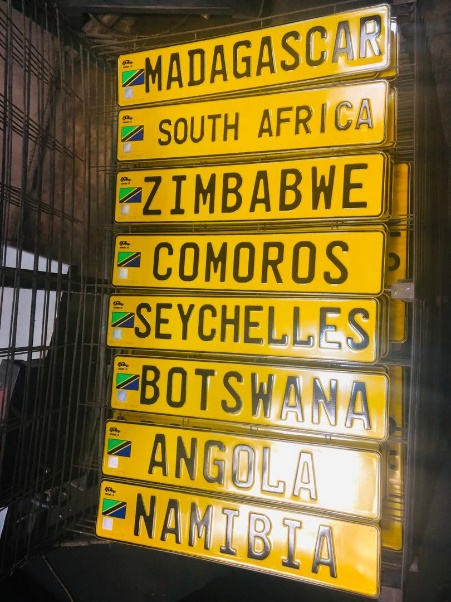 MADAGASCAR
SOUTH AFRICA
ZIMBABWE
COMOROS
SEYCHELLES
BOTSWANA
ANGOLA
NAMIBIA